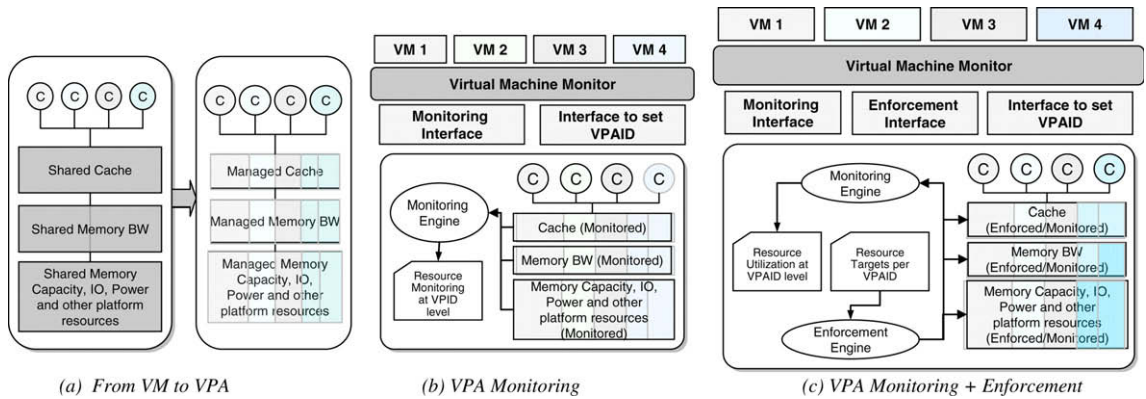 C C C C
Shared Cache
Shared Memory BW
Shared Memory
Capacity, IO, Power
and other platform
resources
C C C C
Managed Cache
Managed Memory BW
Managed Memory
Capacity, IO,
Power and other
platform resources
(a) From VM to VPA
VM 1
VM 2
VM 3
VM 4
Virtual Machine Monitor
Monitoring
Interface
Interface to set
VPAID
C C C C
Monitoring
Engine
Resource
Monitoring
at VPID
level
Cache (Monitored)
Memory BW (Monitored)
Memory Capacity, IO,
Power and other
platform resources
(Monitored)
(b) VPA Monitoring
VM 1
VM 2
VM 3
VM 4
Virtual Machine Monitor
Monitoring
Interface
Enforcement
Interface
Interface to set
VPAID
C C C C
Monitoring
Engine
Resource
Utilization at
VPAID level
Resource
Targets per
VPAID
Enforcement
Engine
Cache
(Enforced/Monitored)
Memory BW
(Enforced/Monitored)
Memory Capacity, IO,
Power and other
platform resources
(Enforced/Monitored)
(c) VPA Monitoring + Enforcement